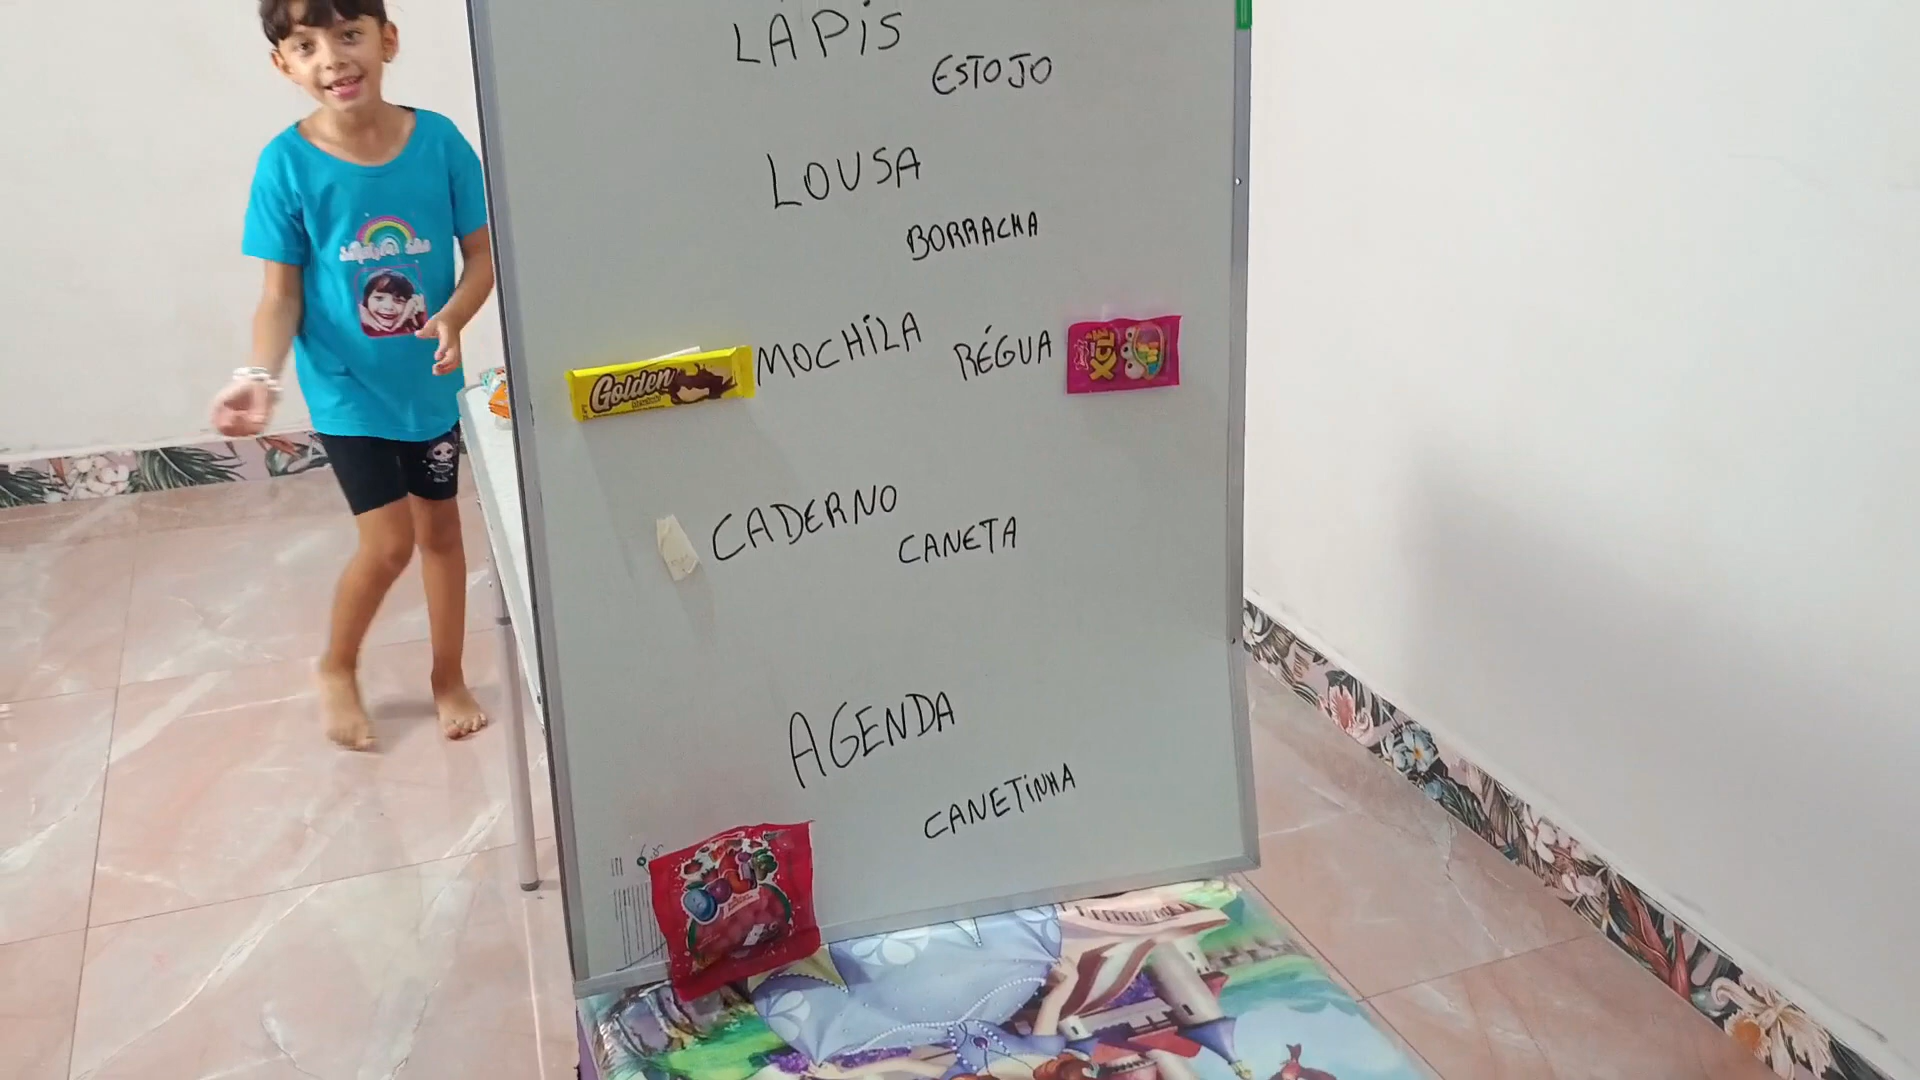 LÁPiS
ESTOJO
LOUSA
BORRACHA
MOCHiLA
RÉGUA
Golden
CADERNO
CANETA
AGENDA
CANETiNHA